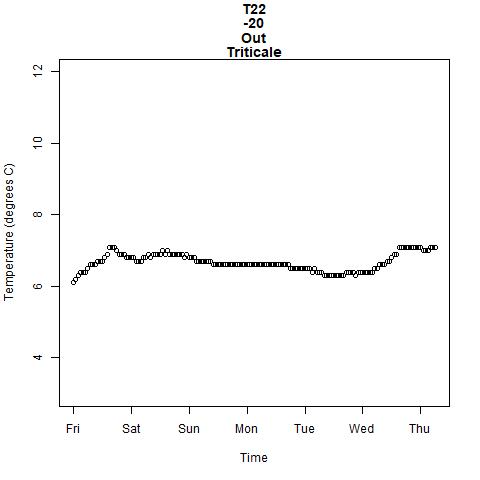 T22
-20
Out
Triticale
Temperature (degrees C)
12
10
8
6
4
Fri Sat Sun Mon Tue Wed Thu
Time